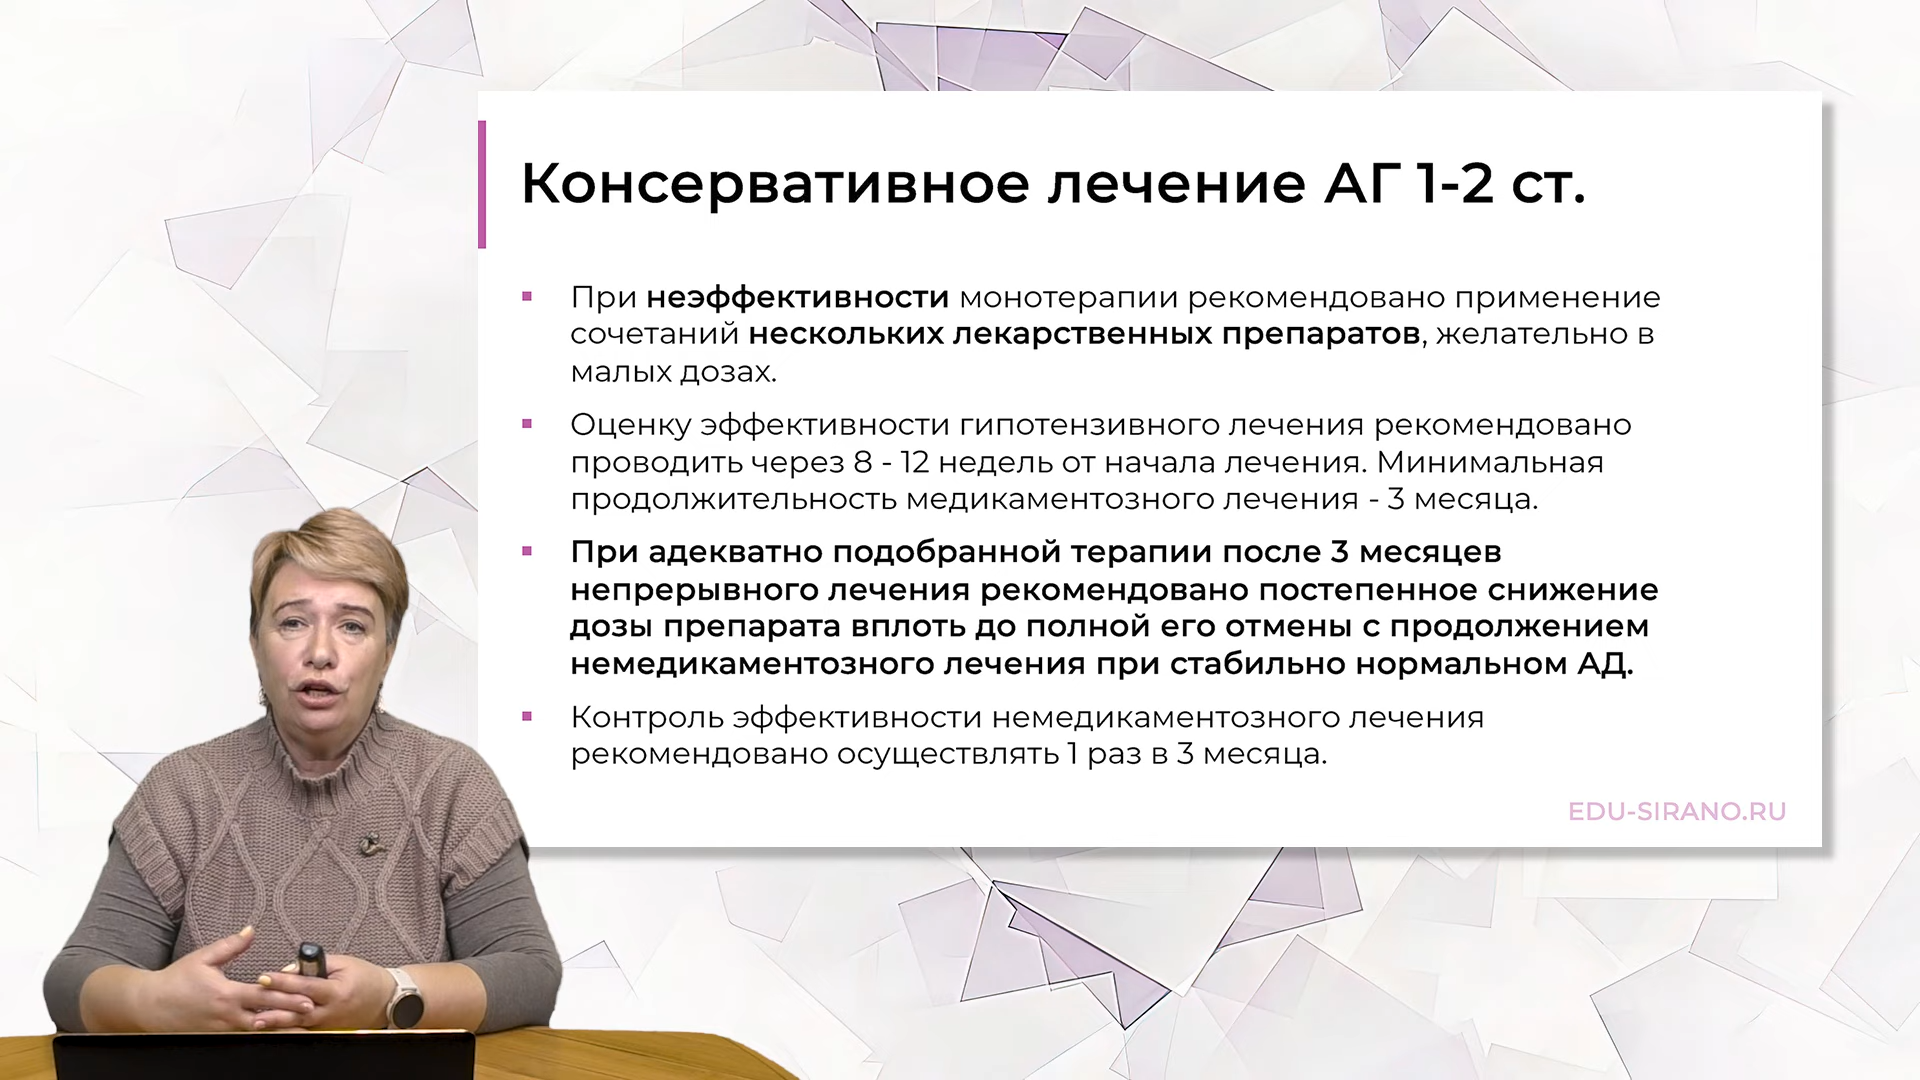 Консервативное лечение АГ 1-2 ст.
При неэффективности монотерапии рекомендовано применение
сочетаний нескольких лекарственных препаратов, желательно в
малых дозах.
Оценку эффективности гипотензивного лечения рекомендовано
проводить через 8 - 12 недель от начала лечения. Минимальная
продолжительность медикаментозного лечения - 3 месяца.
При адекватно подобранной терапии после 3 месяцев
непрерывного лечения рекомендовано постепенное снижение
дозы препарата вплоть до полной его отмены с продолжением
немедикаментозного лечения при стабильно нормальном АД.
Контроль эффективности немедикаментозного лечения
рекомендовано осуществлять 1 раз в 3 месяца.
EDU-SIRANO.RU